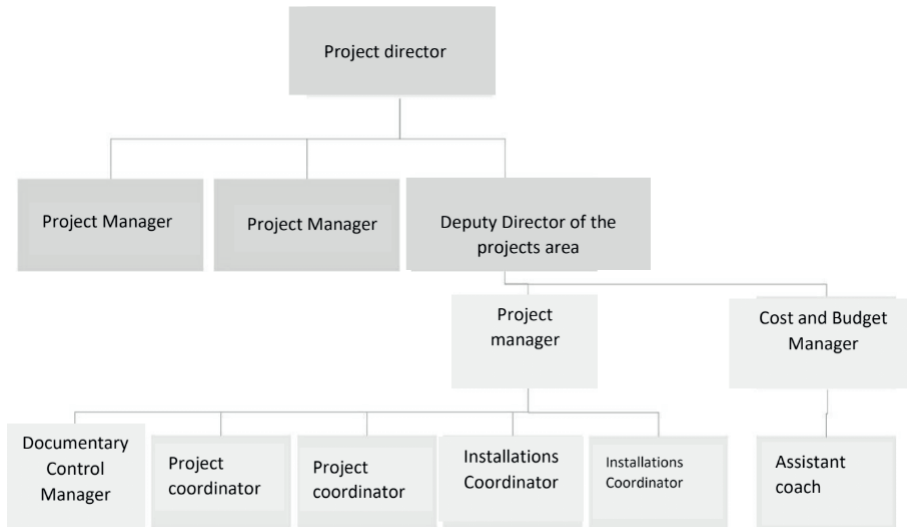 Project director
Project Manager
Project Manager
Deputy Director of the
projects area
Project
manager
Cost and Budget
Manager
Documentary
Control
Manager
Project
coordinator
Project
coordinator
Installations
Coordinator
Installations
Coordinator
Assistant
coach